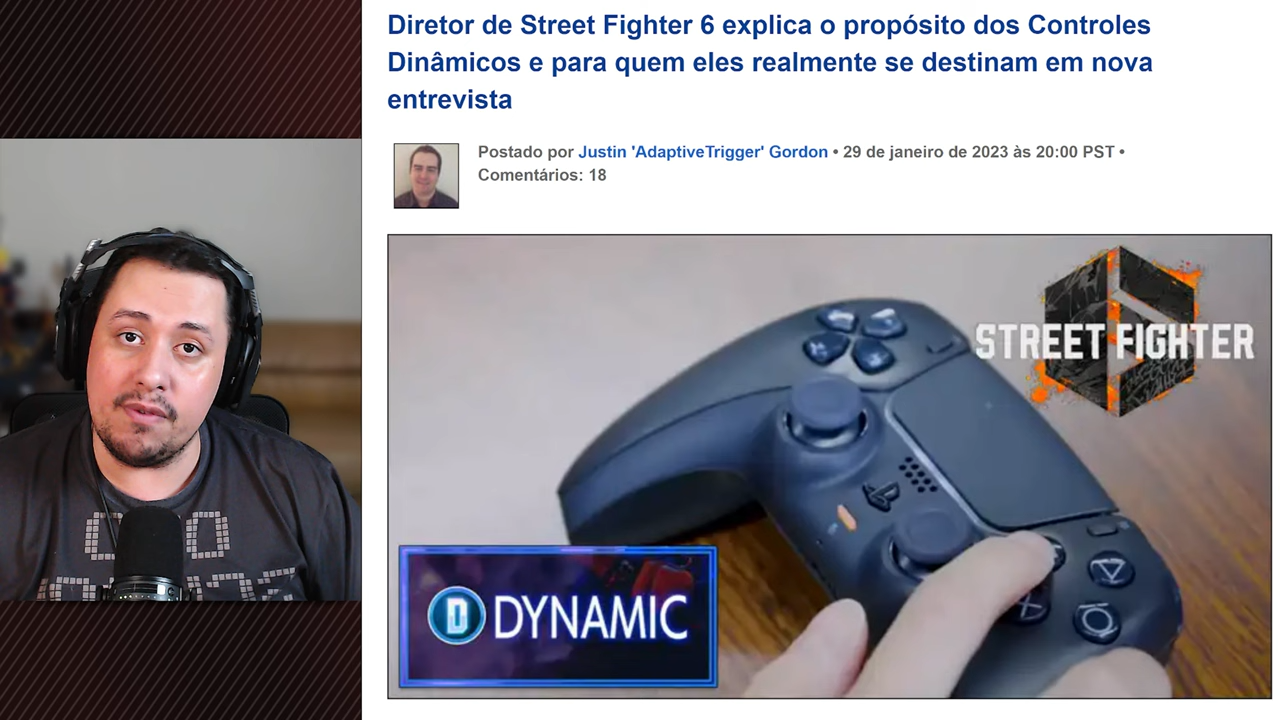 Diretor de Street Fighter 6 explica o propósito dos Controles
Dinâmicos e para quem eles realmente se destinam em nova
entrevista
Postado por Justin 'AdaptiveTrigger' Gordon • 29 de janeiro de 2023 às 20:00 PST •
Comentários: 18
STREET FIGHTER
6
D DYNAMIC